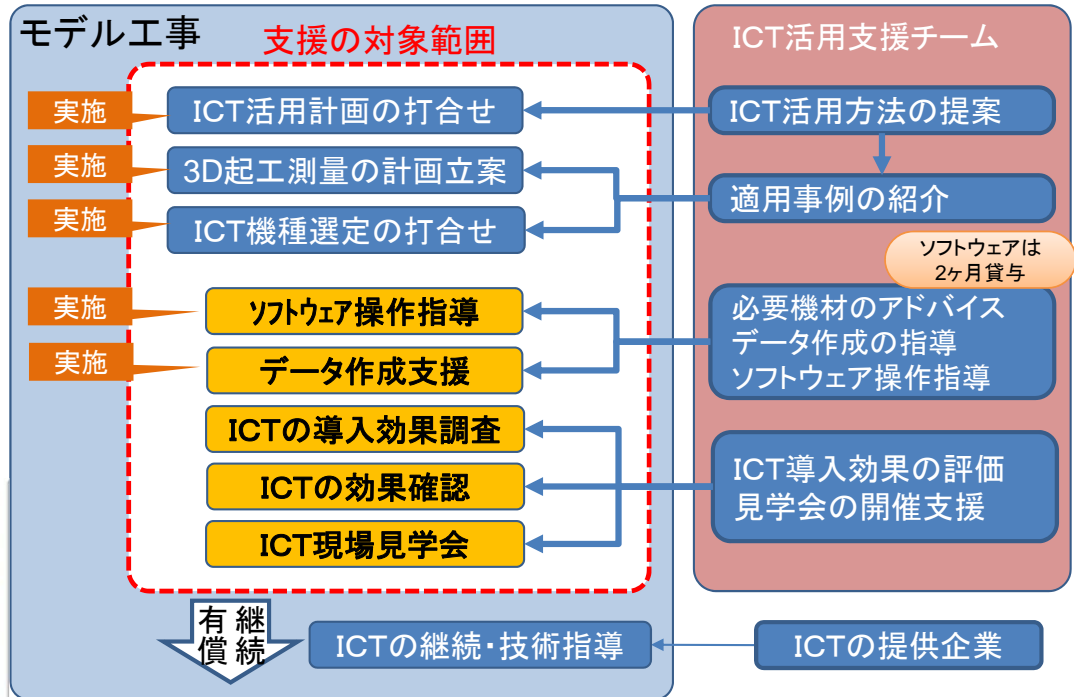 モデル工事
支援の対象範囲
ICT活用支援チーム
実施
ICT活用計画の打合せ
ICT活用方法の提案
実施
3D起工測量の計画立案
適用事例の紹介
実施
ICT機種選定の打合せ
ソフトウェアは
2ヶ月貸与
実施
ソフトウェア操作指導
必要機材のアドバイス
データ作成の指導
ソフトウェア操作指導
実施
データ作成支援
ICTの導入効果調査
ICTの効果確認
ICT導入効果の評価
見学会の開催支援
ICT現場見学会
有償
継続
ICTの継続・技術指導
ICTの提供企業